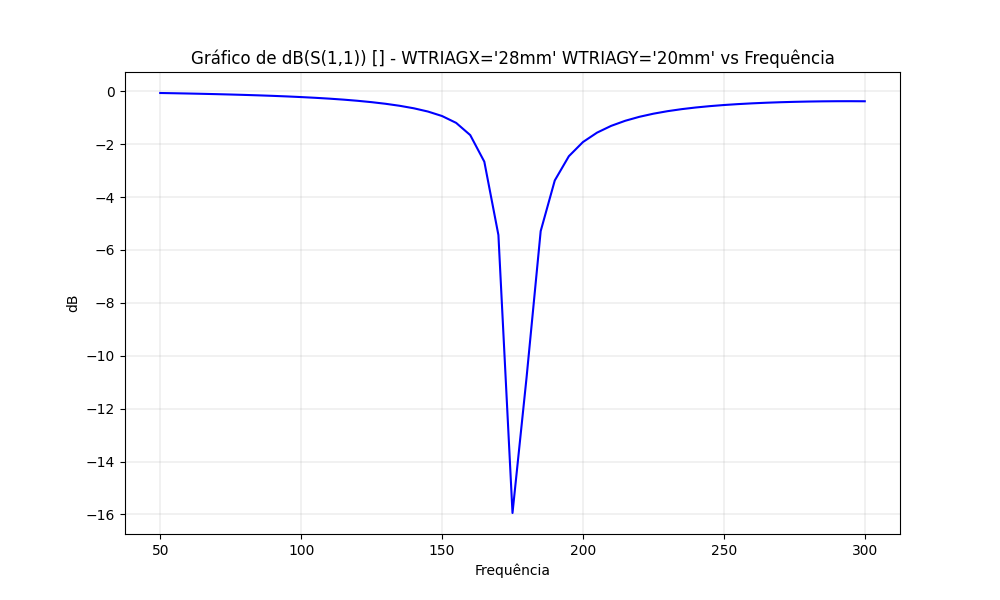 Gráfico de dB(S(1,1)) [] - WTRIAGX='28mm' WTRIAGY='20mm' vs Frequência
0
−2
−4
−6
−8
−10
−12
−14
−16
dB
50 100 150 200 250 300
Frequência